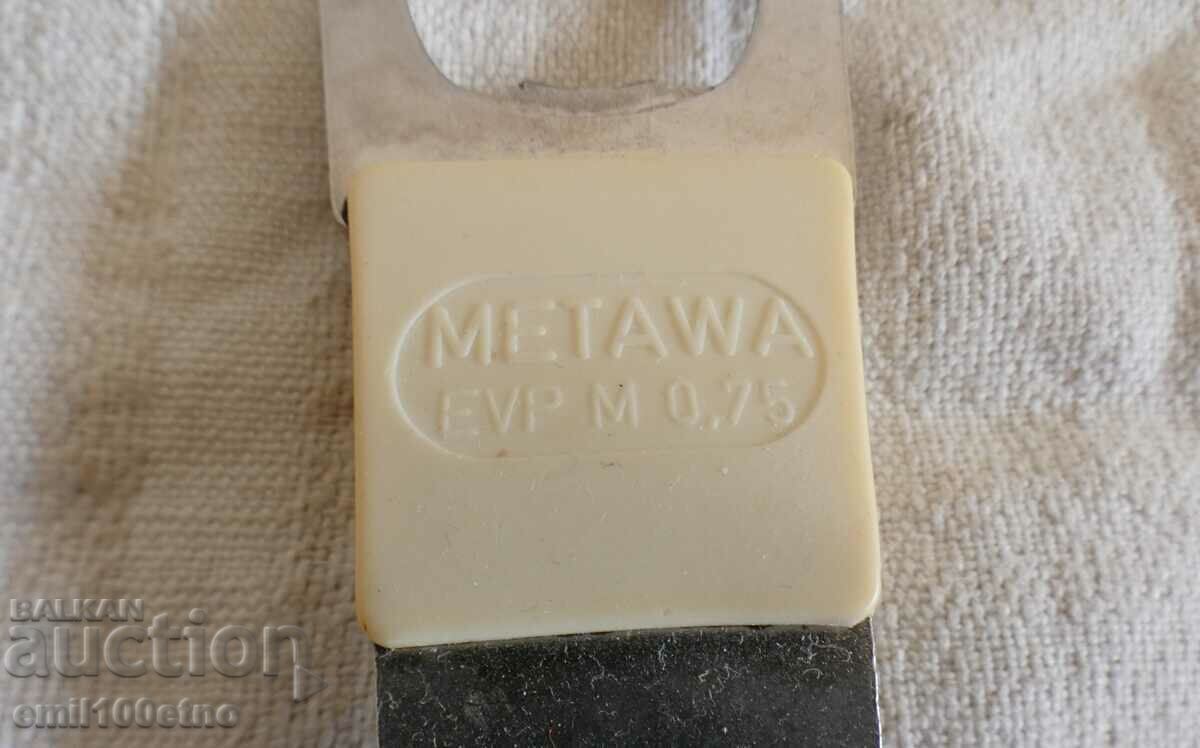 METAWA
EVP M 0,75
BALKAN
auction
emil100etno